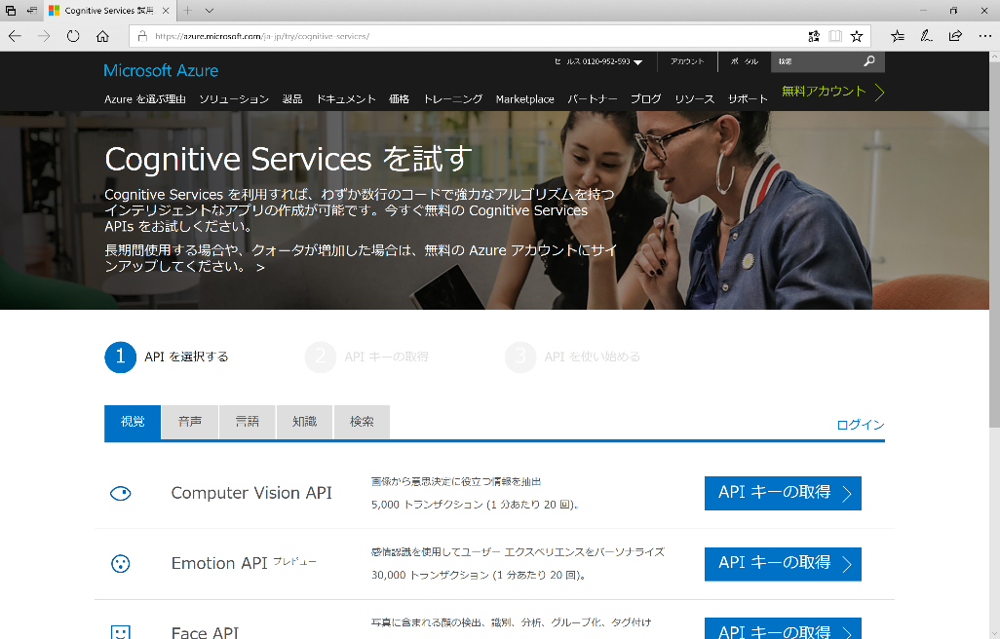 Cognitive Services 試用
https://azure.microsoft.com/ja-jp/try/cognitive-services/
セールス 0120-952-593
アカウント
ポータル
検索
Microsoft Azure
Azure を選ぶ理由 ソリューション 製品 ドキュメント 価格 トレーニング Marketplace パートナー ブログ リソース サポート
無料アカウント
Cognitive Services を試す
Cognitive Services を利用すれば、わずか数行のコードで強力なアルゴリズムを持つ
インテリジェントなアプリの作成が可能です。今すぐ無料の Cognitive Services
APIs をお試しください。
長期間使用する場合や、クォータが増加した場合は、無料の Azure アカウントにサイ
ンアップしてください。 >
1 API を選択する
2 API キーの取得
3 API を使い始める
視覚 音声 言語 知識 検索
ログイン
Computer Vision API
画像から意思決定に役立つ情報を抽出
5,000 トランザクション (1 分あたり 20 回)。
API キーの取得
Emotion API プレビュー
感情認識を使用してユーザー エクスペリエンスをパーソナライズ
30,000 トランザクション (1 分あたり 20 回)。
API キーの取得
Face API
写真に含まれる顔の検出、識別、分析、グループ化、タグ付け
API キーの取得